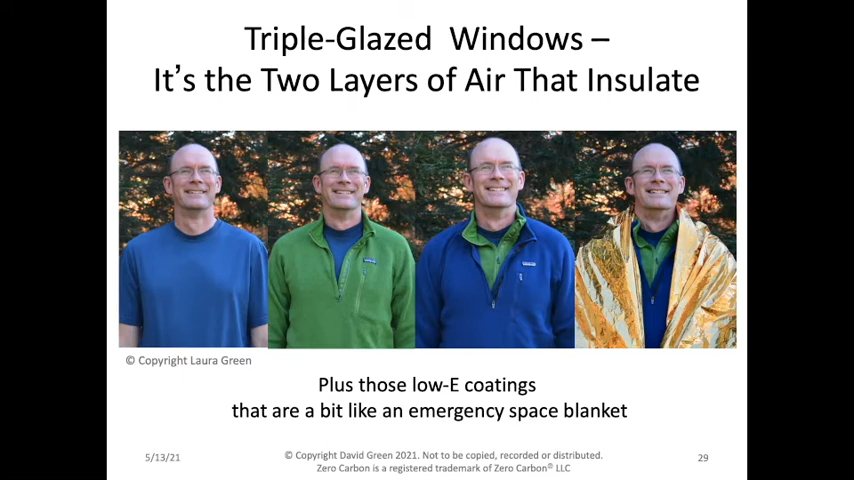 Triple-Glazed Windows –
It's the Two Layers of Air That Insulate
© Copyright Laura Green
Plus those low-E coatings
that are a bit like an emergency space blanket
5/13/21
© Copyright David Green 2021. Not to be copied, recorded or distributed.
Zero Carbon is a registered trademark of Zero Carbon® LLC
29